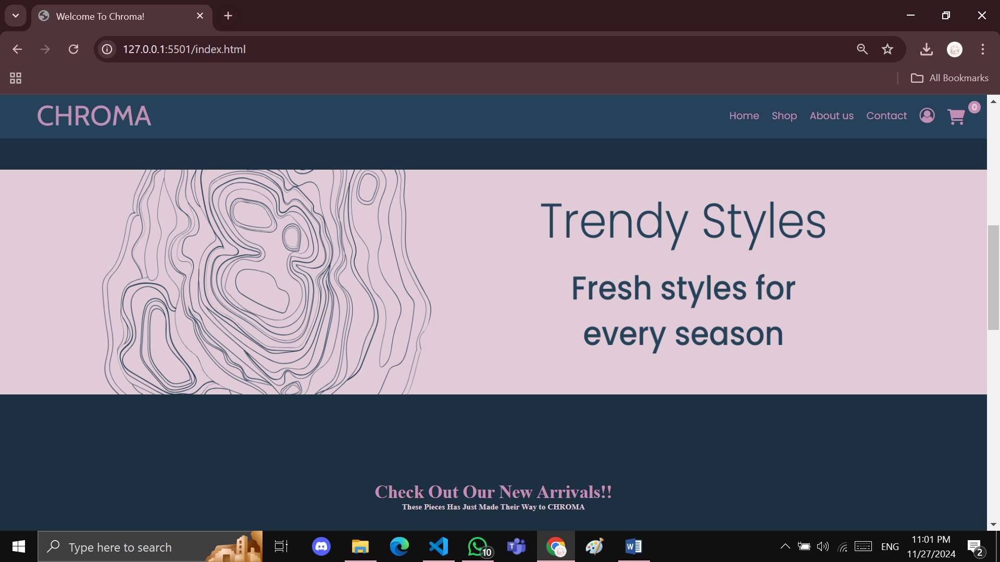 Welcome To Chroma!
127.0.0.1:5501/index.html
All Bookmarks
CHROMA
Home Shop About us Contact 0
Trendy Styles
Fresh styles for
every season
Check Out Our New Arrivals!!
These Pieces Has Just Made Their Way to CHROMA
Type here to search
10
T
W
ENG
11:01 PM
11/27/2024
2